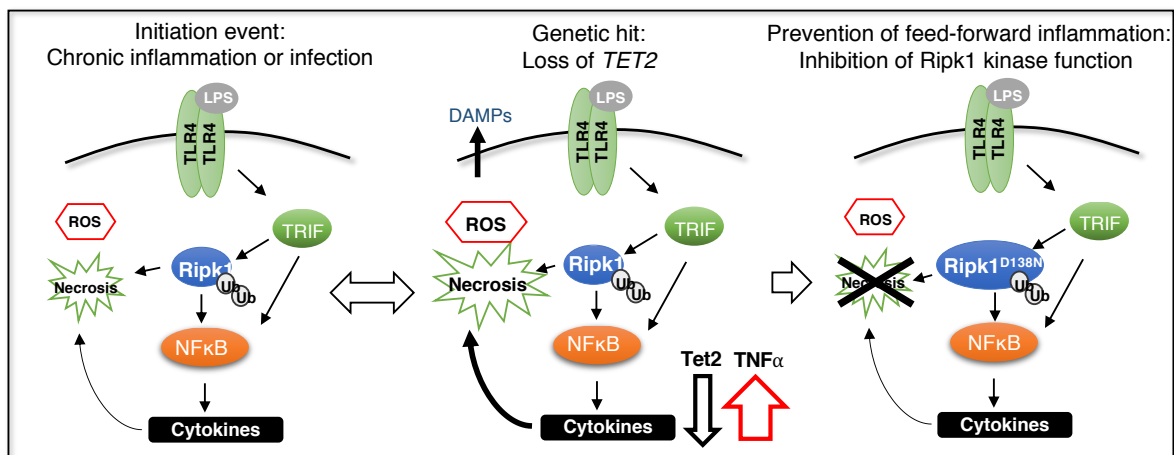 Initiation event:
Chronic inflammation or infection
LPS
TLR4
TLR4
ROS
TRIF
Ripk1
Ub
Ub
Necrosis
NFκB
Cytokines
Genetic hit:
Loss of TET2
DAMPs
LPS
TLR4
TLR4
ROS
TRIF
Ripk1
Ub
Ub
Necrosis
NFκB
Tet2 TNFα
Cytokines
Prevention of feed-forward inflammation:
Inhibition of Ripk1 kinase function
LPS
TLR4
TLR4
ROS
TRIF
Ripk1D138N
Ub
Ub
Necrosis
NFκB
Cytokines